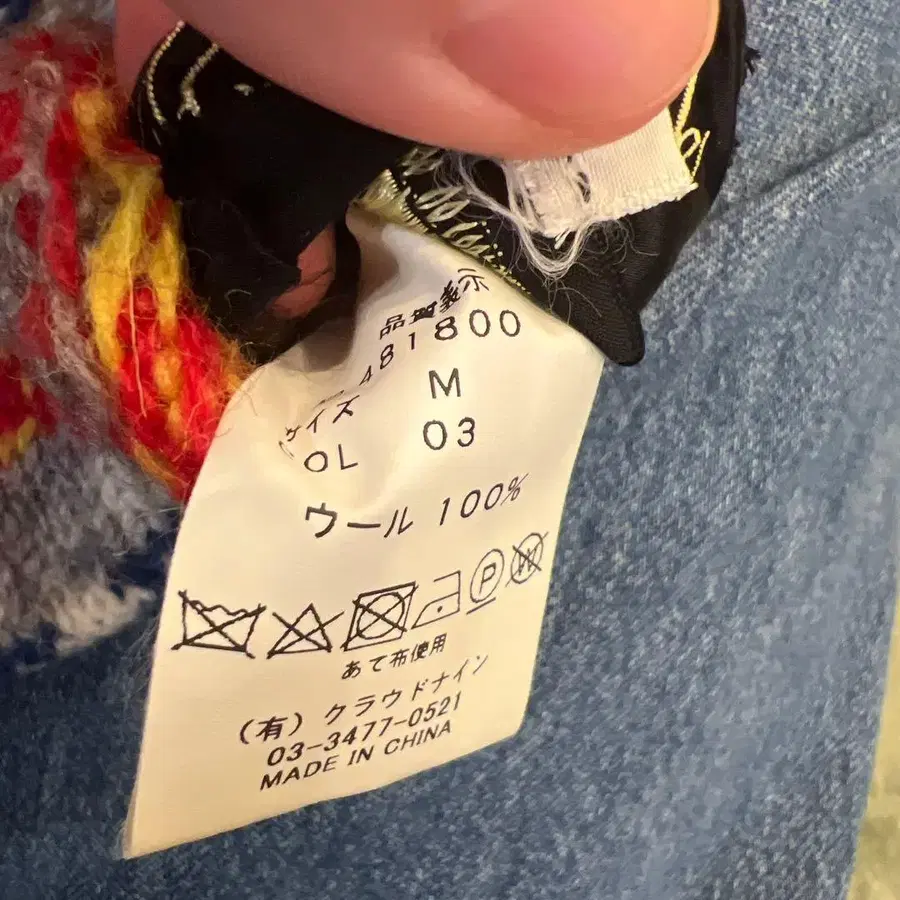 品質表示
481800
サイズ M
OL 03
ウール 100%
P W
あて布使用
(有) クラウドナイン
03-3477-0521
MADE IN CHINA